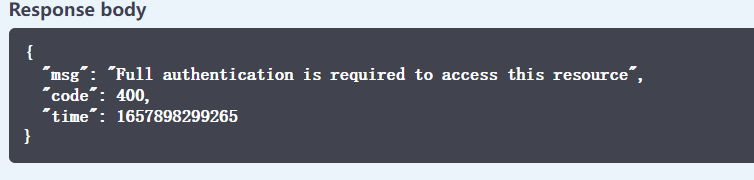 Response body
{
"msg": "Full authentication is required to access this resource",
"code": 400,
"time": 1657898299265
}